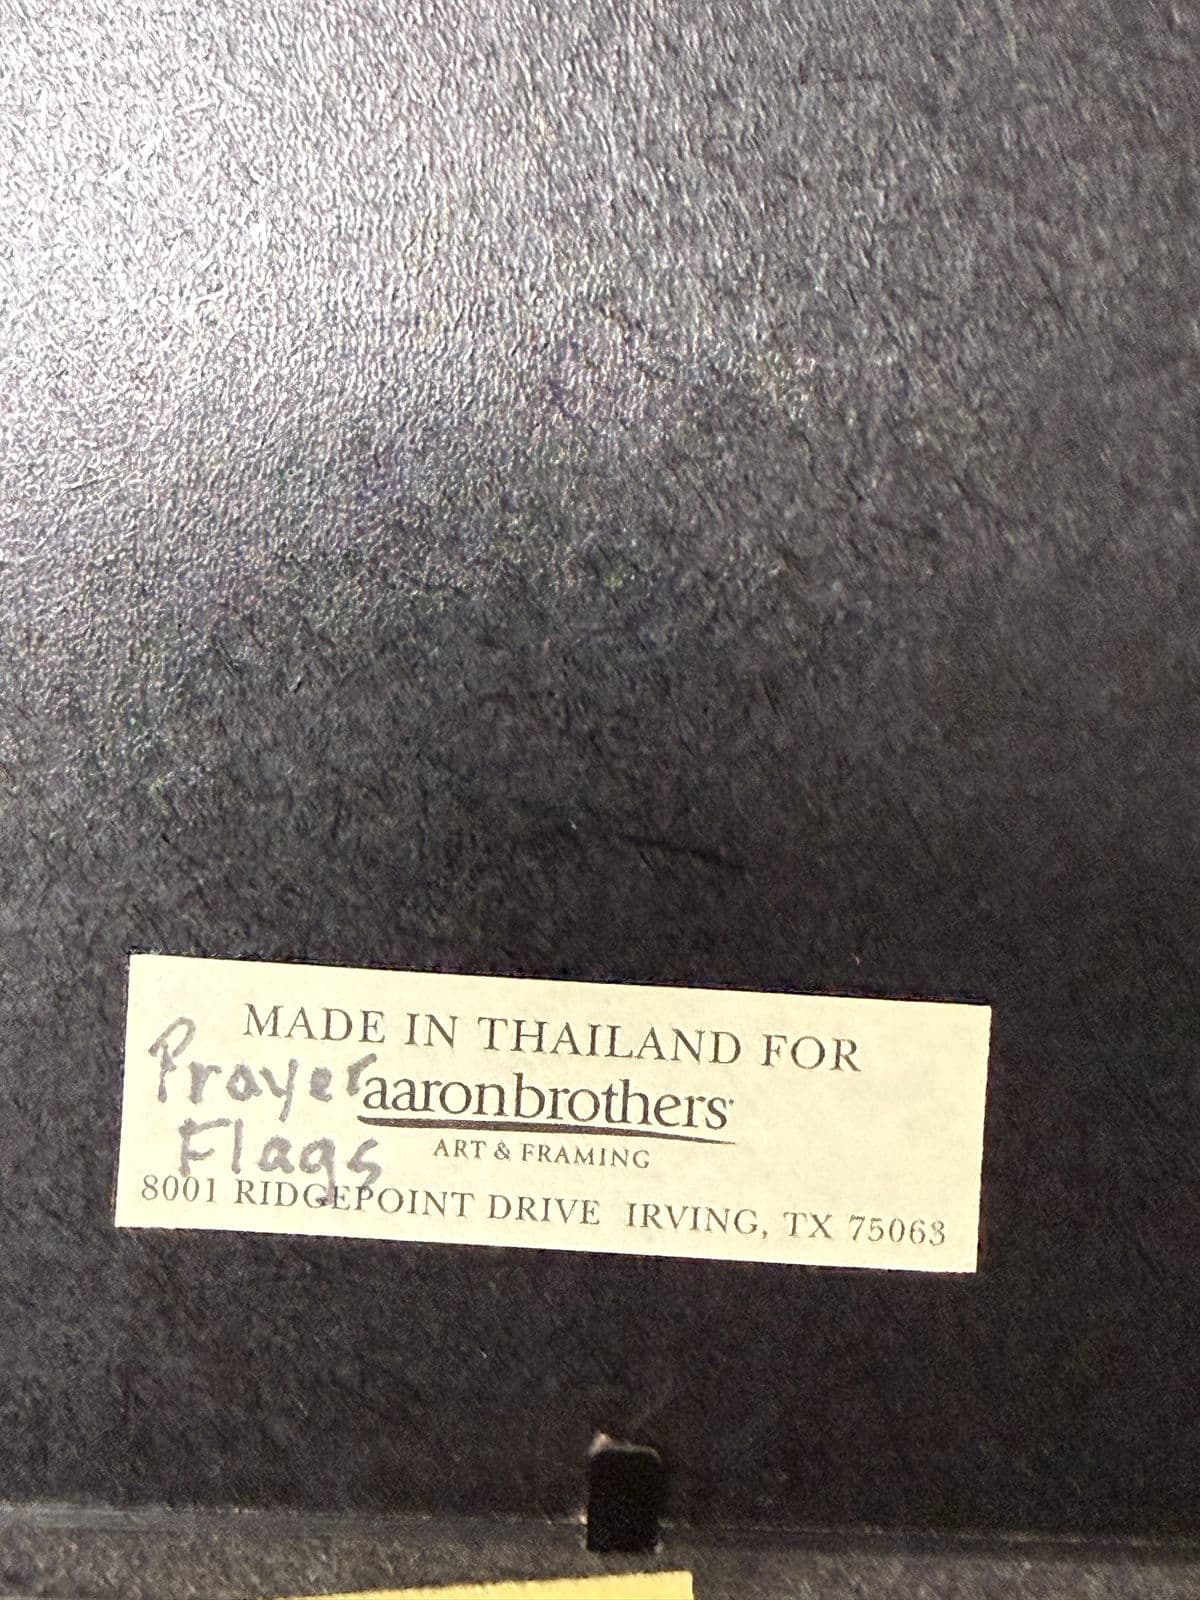 MADE IN THAILAND FOR
Prayer
aaronbrothers
Flags
ART & FRAMING
8001 RIDGEPOINT DRIVE IRVING, TX 75063